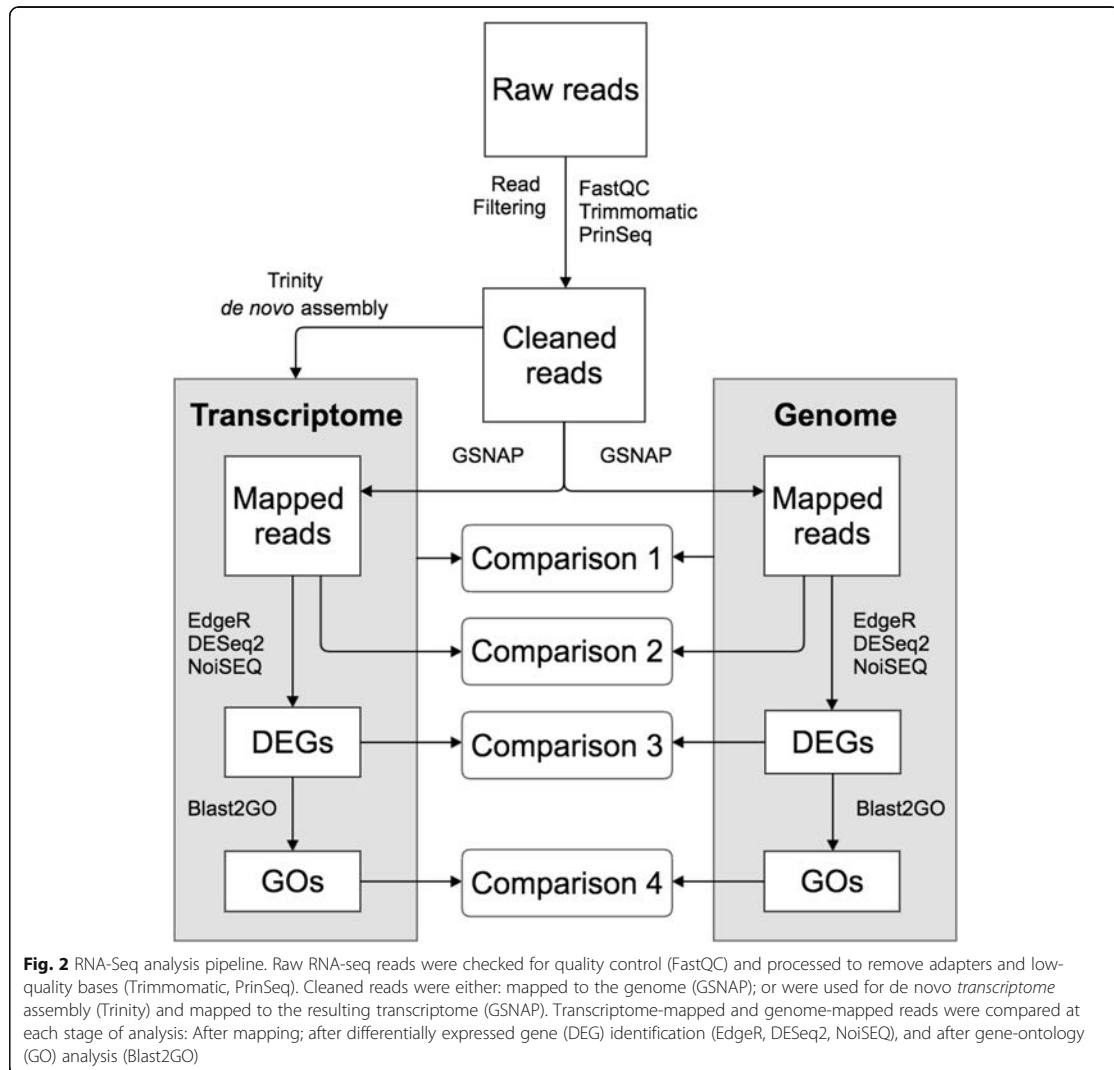 Raw reads
Read
Filtering
FastQC
Trimmomatic
PrinSeq
Trinity
de novo assembly
Cleaned
reads
Transcriptome
Genome
GSNAP
GSNAP
Mapped
reads
Mapped
reads
Comparison 1
EdgeR
DESeq2
NoiSEQ
Comparison 2
EdgeR
DESeq2
NoiSEQ
DEGs
Comparison 3
DEGs
Blast2GO
Blast2GO
GOs
Comparison 4
GOs
Fig. 2 RNA-Seq analysis pipeline. Raw RNA-seq reads were checked for quality control (FastQC) and processed to remove adapters and low-
quality bases (Trimmomatic, PrinSeq). Cleaned reads were either: mapped to the genome (GSNAP); or were used for de novo transcriptome
assembly (Trinity) and mapped to the resulting transcriptome (GSNAP). Transcriptome-mapped and genome-mapped reads were compared at
each stage of analysis: After mapping; after differentially expressed gene (DEG) identification (EdgeR, DESeq2, NoiSEQ), and after gene-ontology
(GO) analysis (Blast2GO)